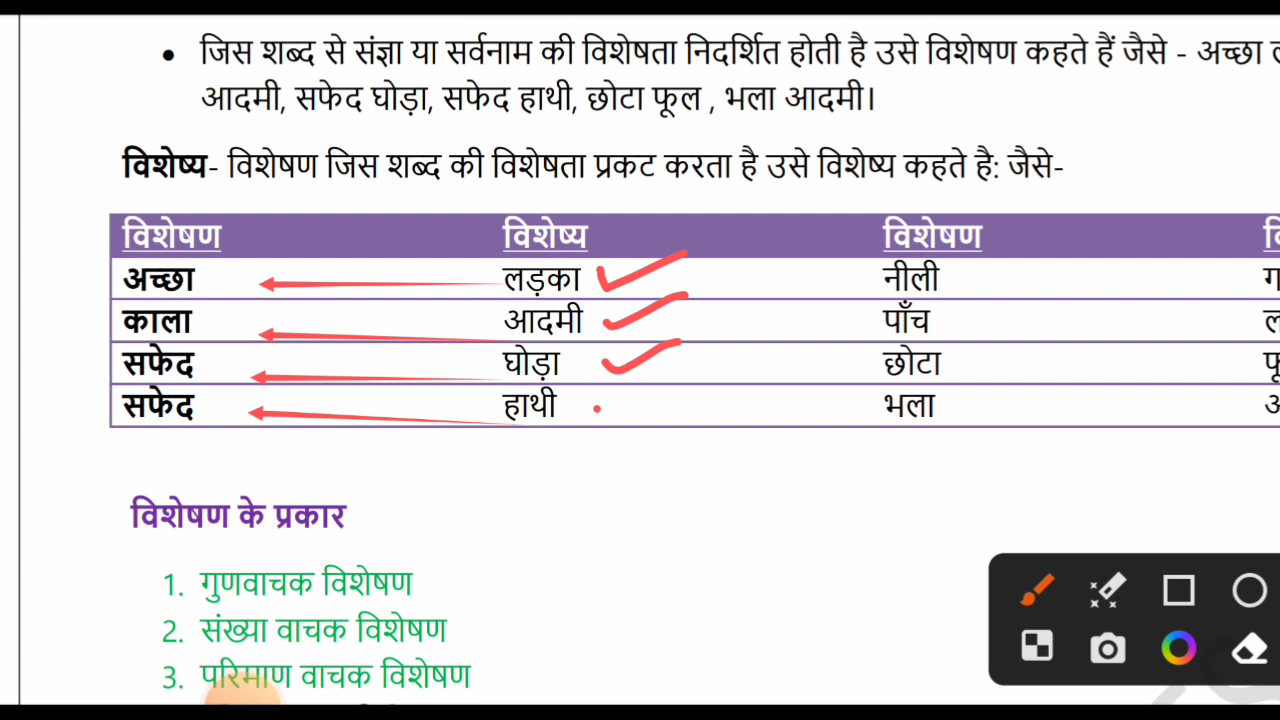 • जिस शब्द से संज्ञा या सर्वनाम की विशेषता निदर्शित होती है उसे विशेषण कहते हैं जैसे - अच्छा
आदमी, सफेद घोड़ा, सफेद हाथी, छोटा फूल , भला आदमी।
विशेष्य- विशेषण जिस शब्द की विशेषता प्रकट करता है उसे विशेष्य कहते है: जैसे-
विशेषण विशेष्य विशेषण
अच्छा लड़का नीली
काला आदमी पाँच
सफेद घोड़ा छोटा
सफेद हाथी भला
विशेषण के प्रकार
1. गुणवाचक विशेषण
2. संख्या वाचक विशेषण
3. परिमाण वाचक विशेषण